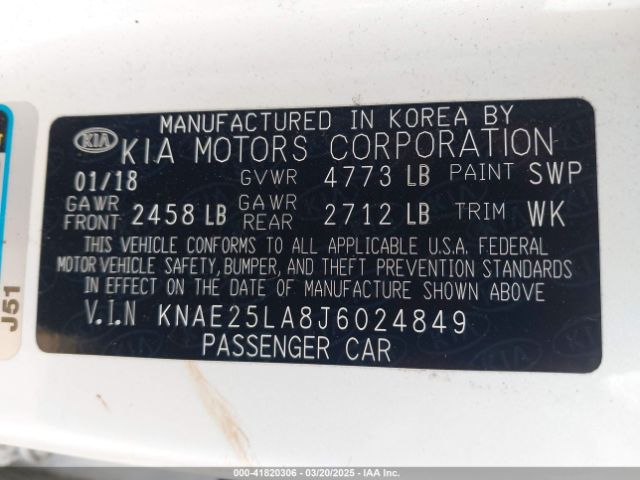 MANUFACTURED IN KOREA BY
KIA KIA MOTORS CORPORATION
01/18 GVWR 4773 LB PAINT SWP
GAWR FRONT 2458 LB GAWR REAR 2712 LB TRIM WK
THIS VEHICLE CONFORMS TO ALL APPLICABLE U.S.A. FEDERAL
MOTOR VEHICLE SAFETY, BUMPER, AND THEFT PREVENTION STANDARDS
IN EFFECT ON THE DATE OF MANUFACTURE SHOWN ABOVE
V.I.N KNAE25LA8J6024849
PASSENGER CAR
J51
000-41820306 - 03/20/2025 - IAA Inc.